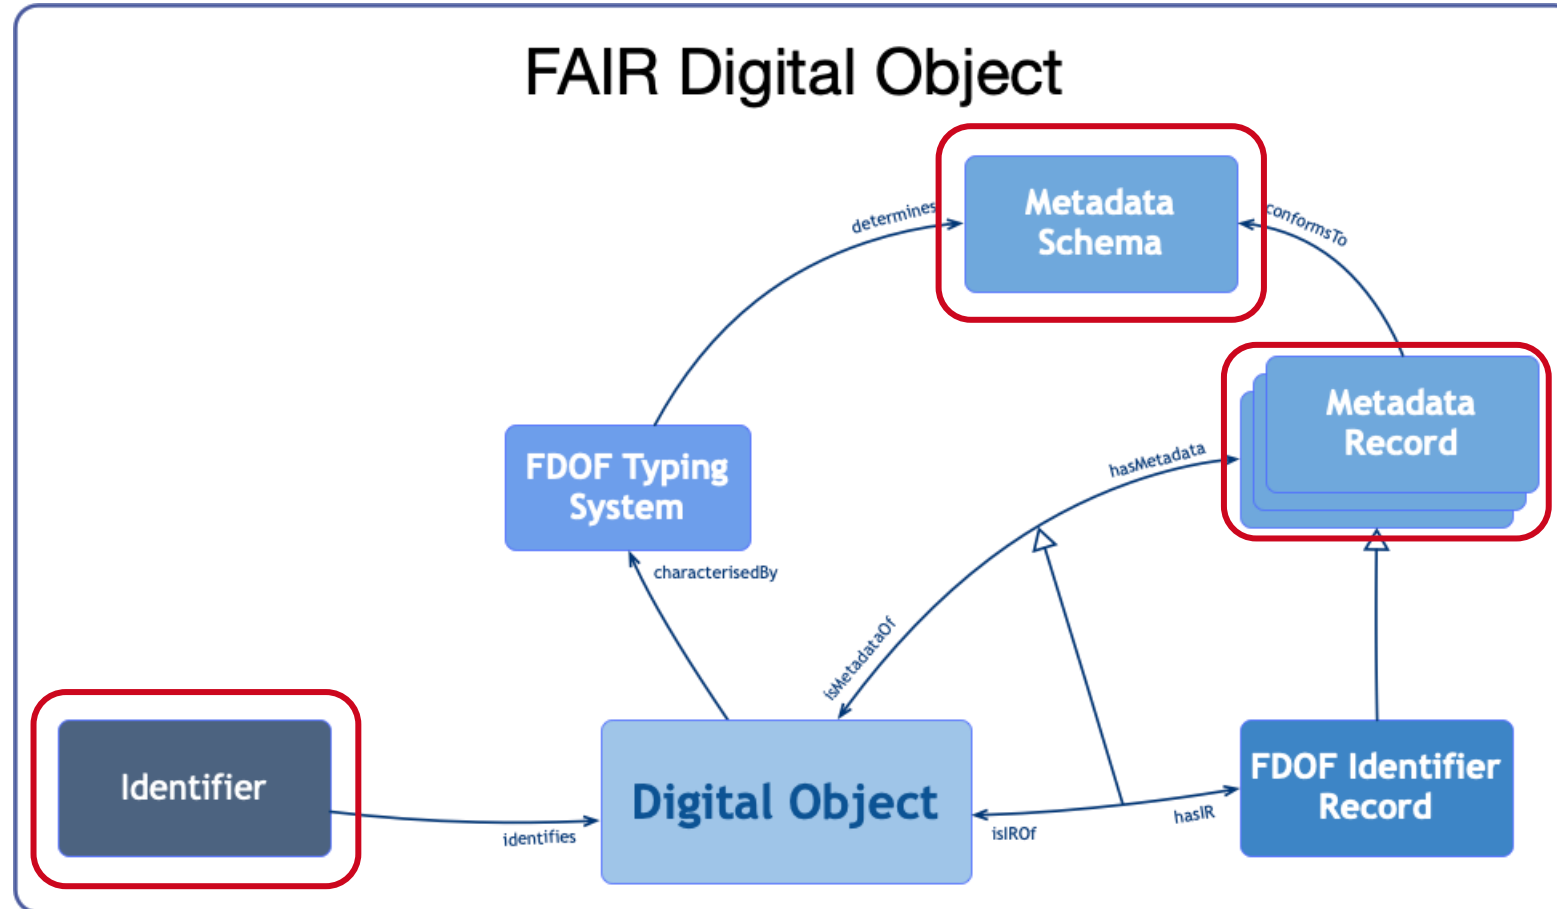 FAIR Digital Object
determines
Metadata
Schema
conformsTo
Metadada
Record
hasMetadata
FDOF Typing
System
characterisedBy
isMetadataOf
Identifier
identifies
Digital Object
isIROf
hasIR
FDOF Identifier
Record